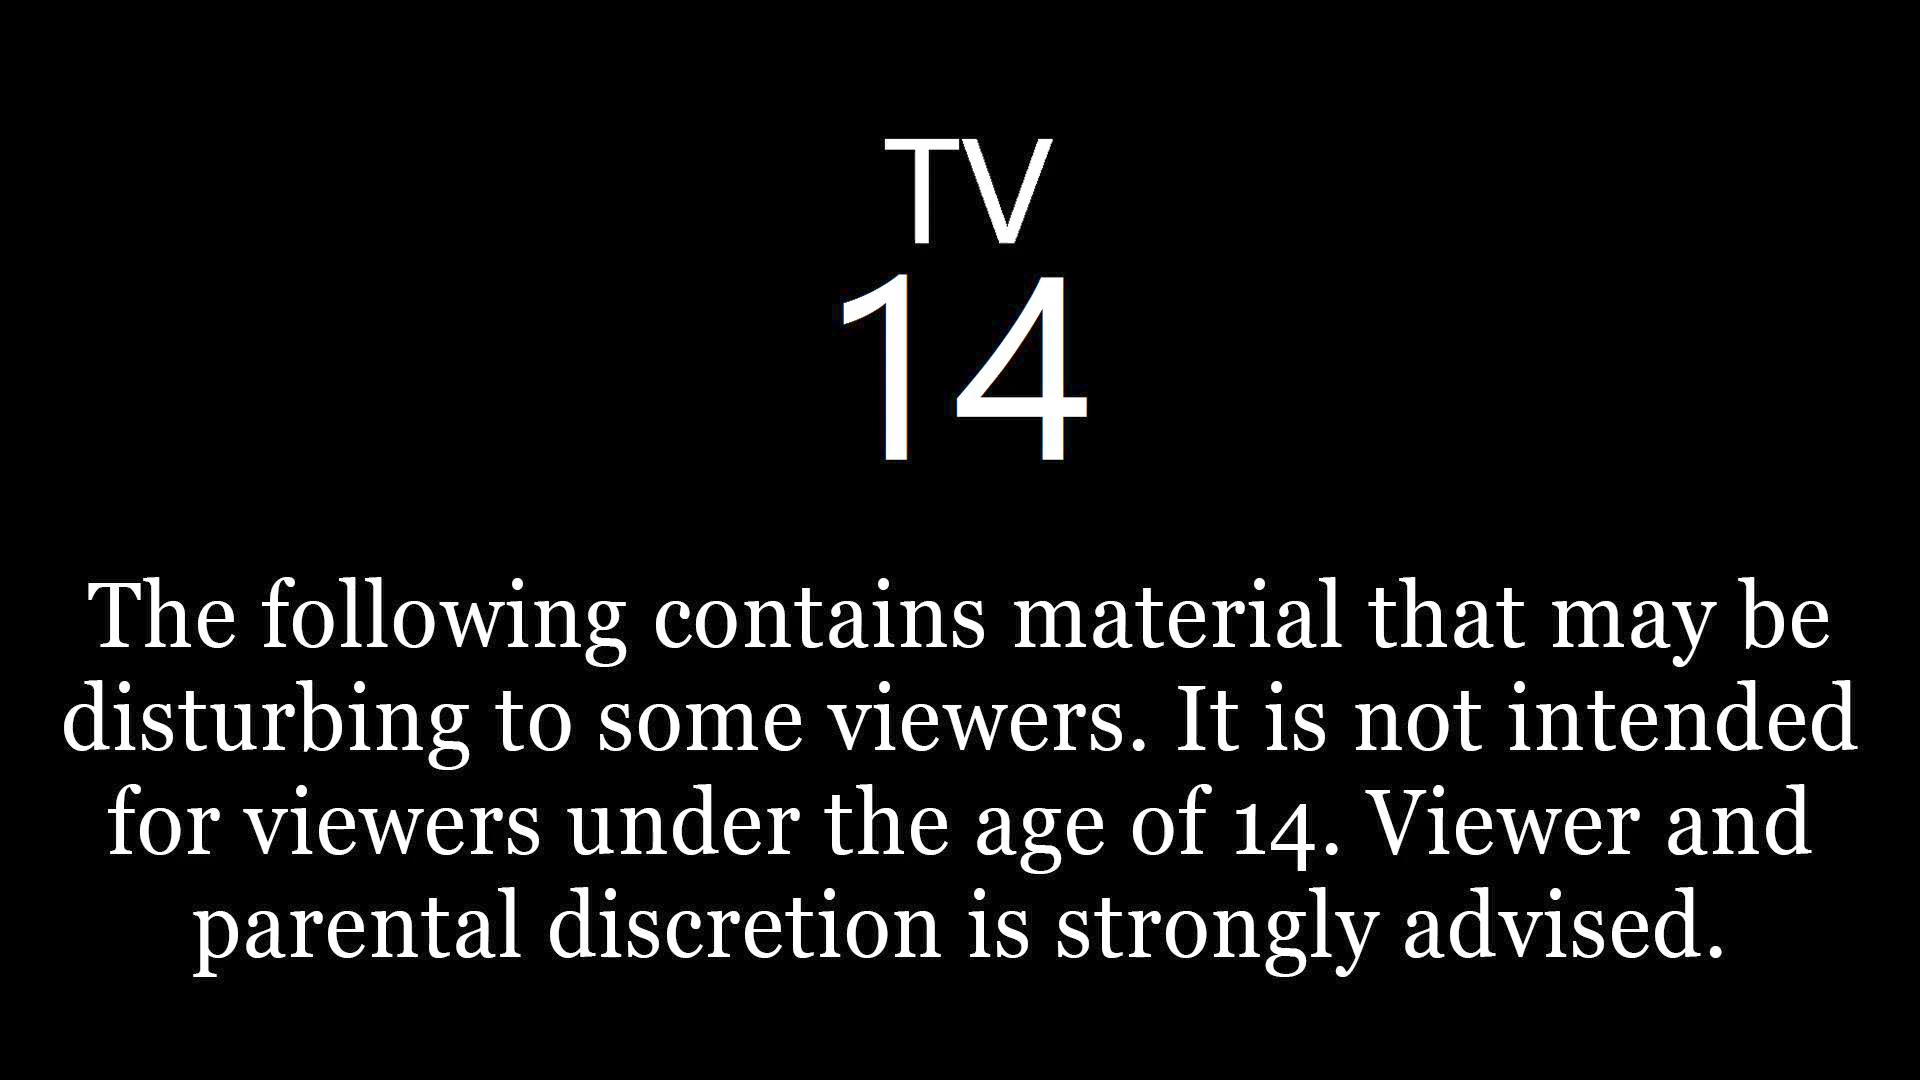 TV
14
The following contains material that may be
disturbing to some viewers. It is not intended
for viewers under the age of 14. Viewer and
parental discretion is strongly advised.